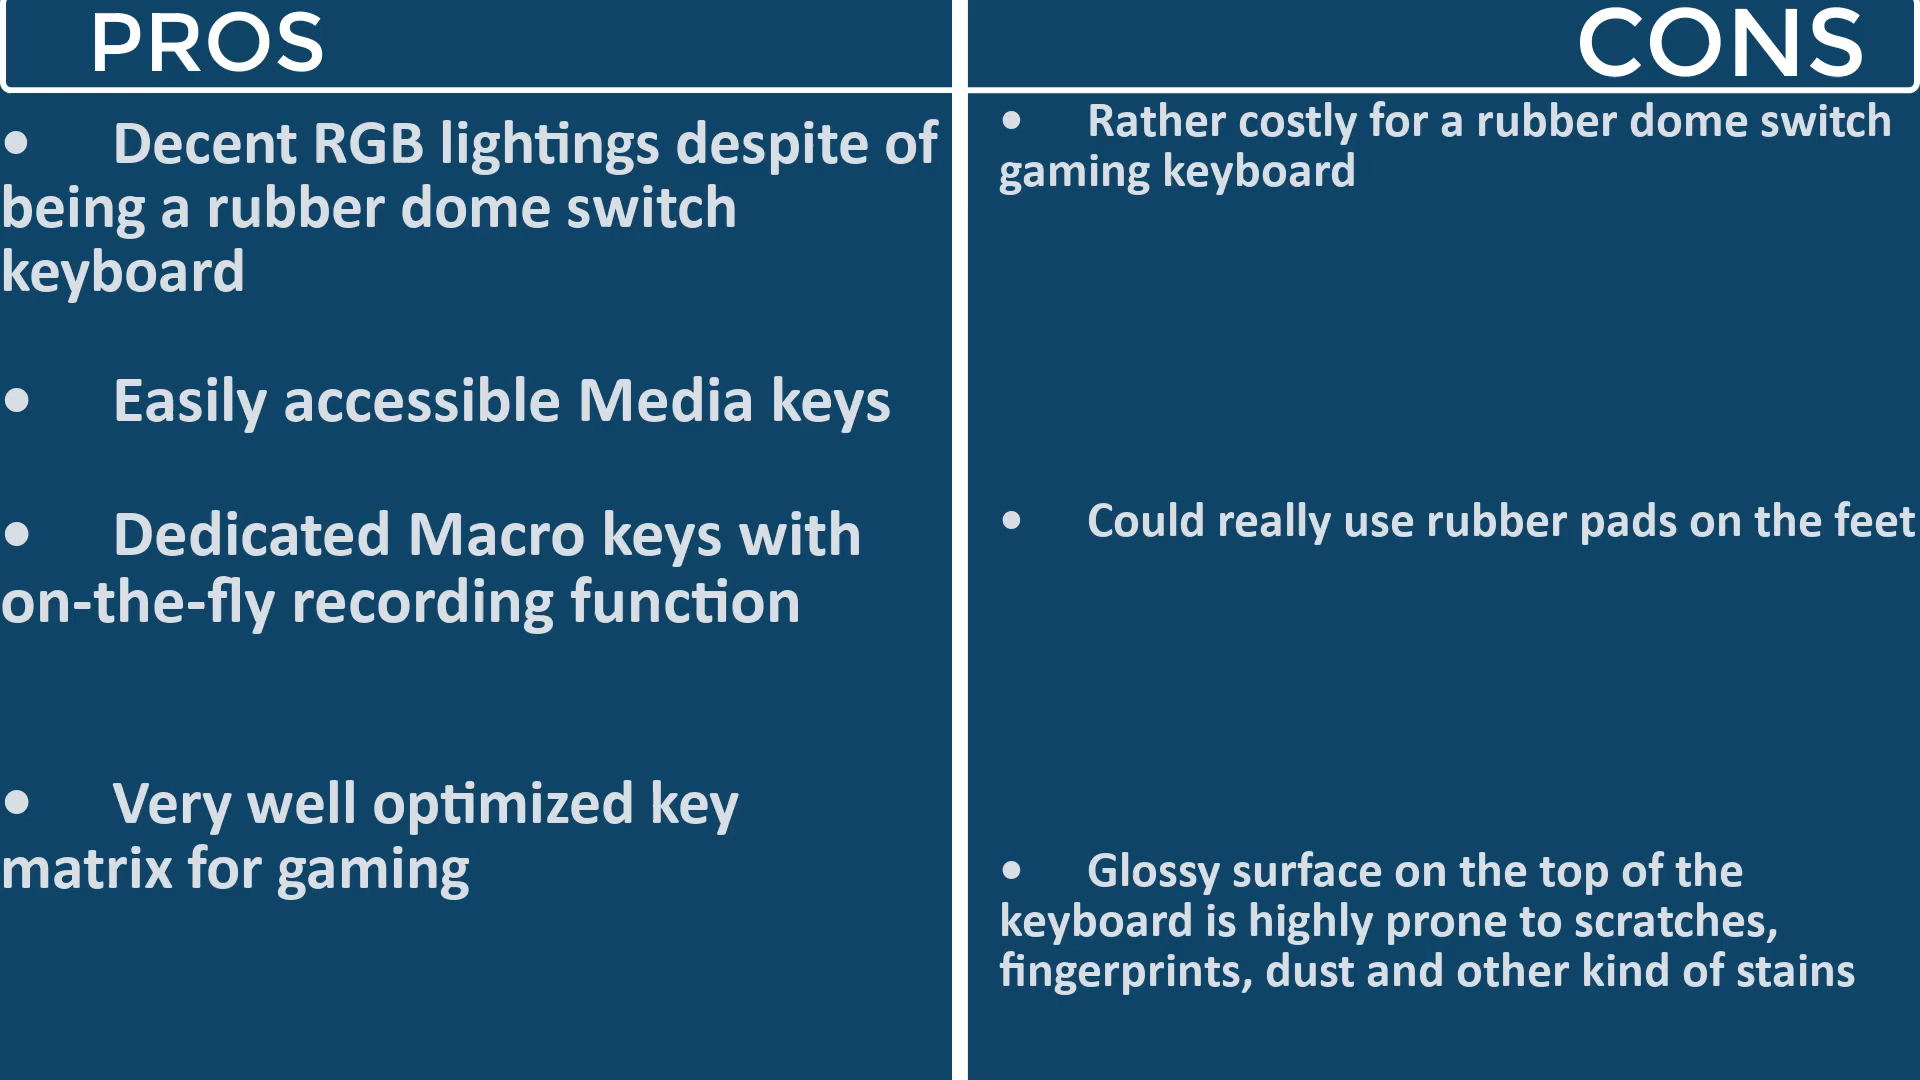 PROS
• Decent RGB lightings despite of
being a rubber dome switch
keyboard
• Easily accessible Media keys
• Dedicated Macro keys with
on-the-fly recording function
• Very well optimized key
matrix for gaming
CONS
• Rather costly for a rubber dome switch
gaming keyboard
• Could really use rubber pads on the feet
• Glossy surface on the top of the
keyboard is highly prone to scratches,
fingerprints, dust and other kind of stains